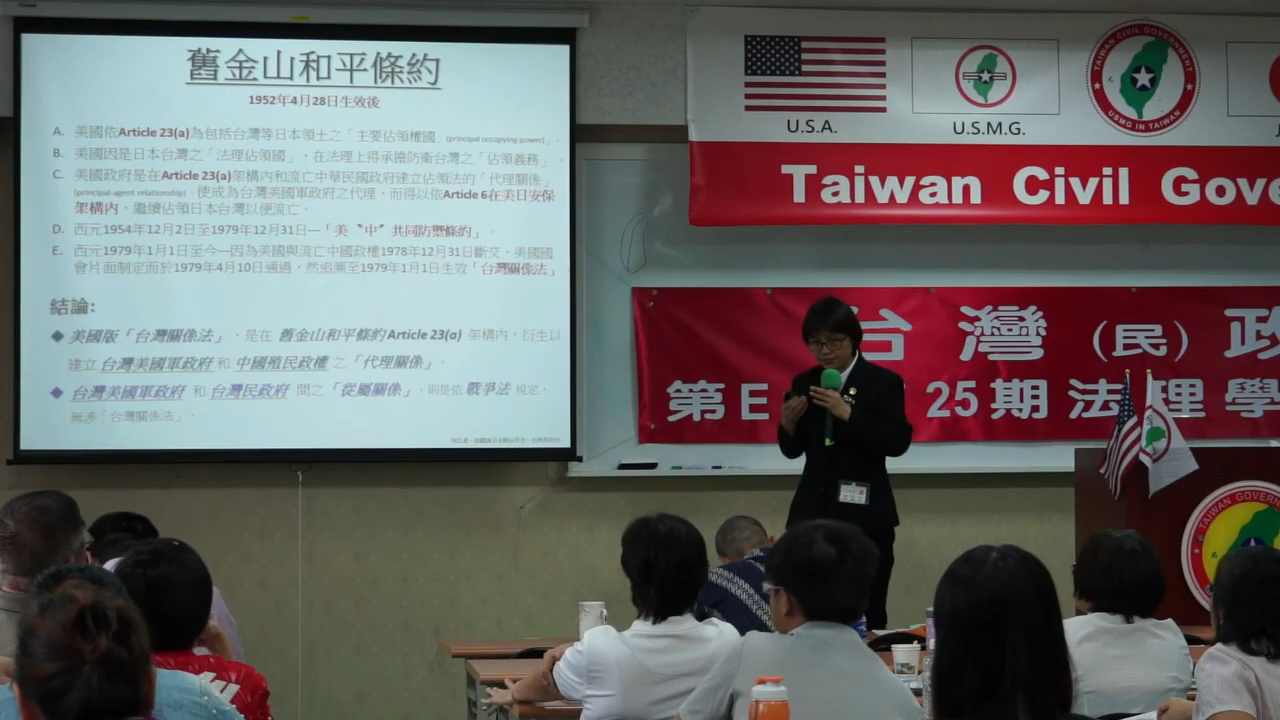 舊金山和平條約
1952年4月28日生效後
A. 美國依Article 23(a)為包括台灣等日本領土之「主要佔領權國」(principal occupying power)。
B. 美國因是日本台灣之「法理佔領國」，在法理上得承擔防衛台灣之「佔領義務」。
C. 美國政府是在Article 23(a)架構內和流亡中華民國政府建立佔領法的「代理關係」
(principal-agent relationship)，使成為台灣美國軍政府之代理，而得以依Article 6在美日安保
架構內，繼續佔領日本台灣以便流亡。
D. 西元1954年12月2日至1979年12月31日---「美〝中〞共同防禦條約」。
E. 西元1979年1月1日至今---因為美國與流亡中國政權1978年12月31日斷交，美國國
會片面制定而於1979年4月10日通過，然追溯至1979年1月1日生效「台灣關係法」
結論:
◆ 美國版「台灣關係法」，是在 舊金山和平條約Article 23(a) 架構內，衍生以
建立 台灣美國軍政府 和 中國殖民政權 之「代理關係」。
◆ 台灣美國軍政府 和 台灣民政府 間之「從屬關係」，則是依 戰爭法 規定，
無涉「台灣關係法」。
U.S.A.
U.S.M.G.
TAIWAN CIVIL GOVERNMENT
USMG IN TAIWAN
Taiwan Civil Gove
台灣(民)政
第E
25期法理學
TAIWAN GOVERN